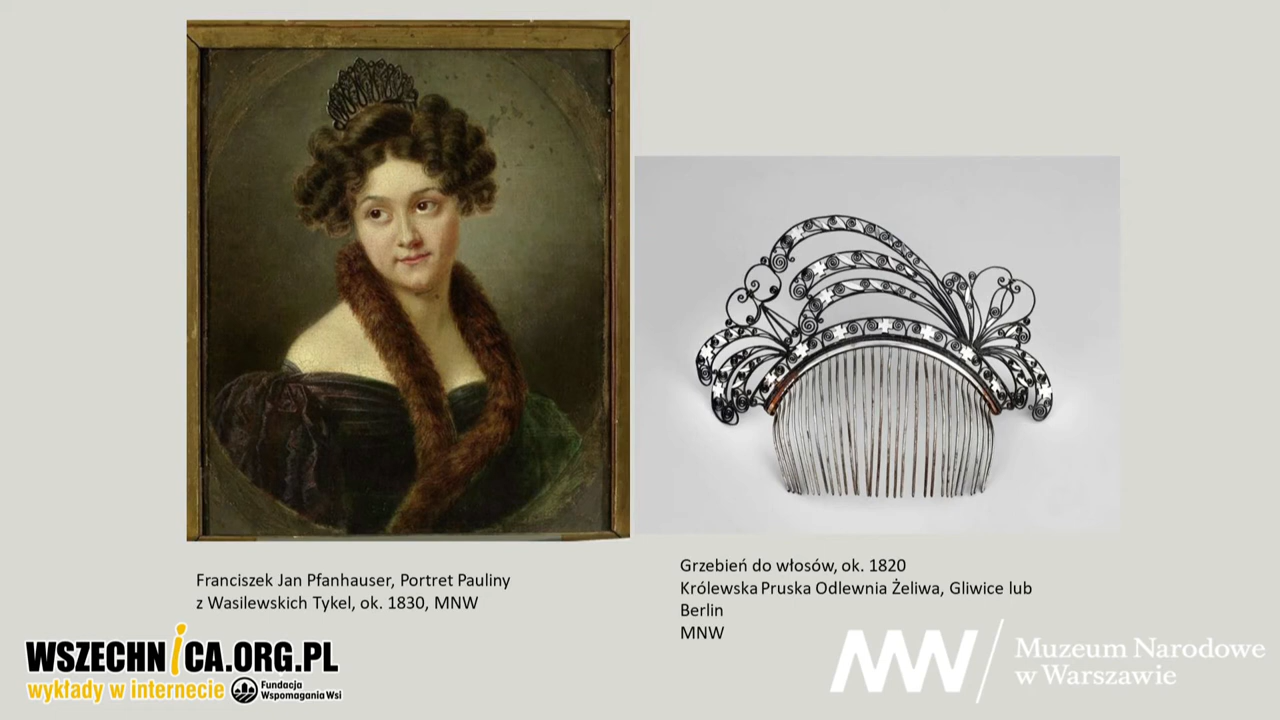 Franciszek Jan Pfanhauser, Portret Pauliny
z Wasilewskich Tykel, ok. 1830, MNW
Grzebień do włosów, ok. 1820
Królewska Pruska Odlewnia Żeliwa, Gliwice lub
Berlin
MNW
WSZECHNiCA.ORG.PL
wykłady w internecie
Fundacja
Wspomagania Wsi
MNW
Muzeum Narodowe
w Warszawie